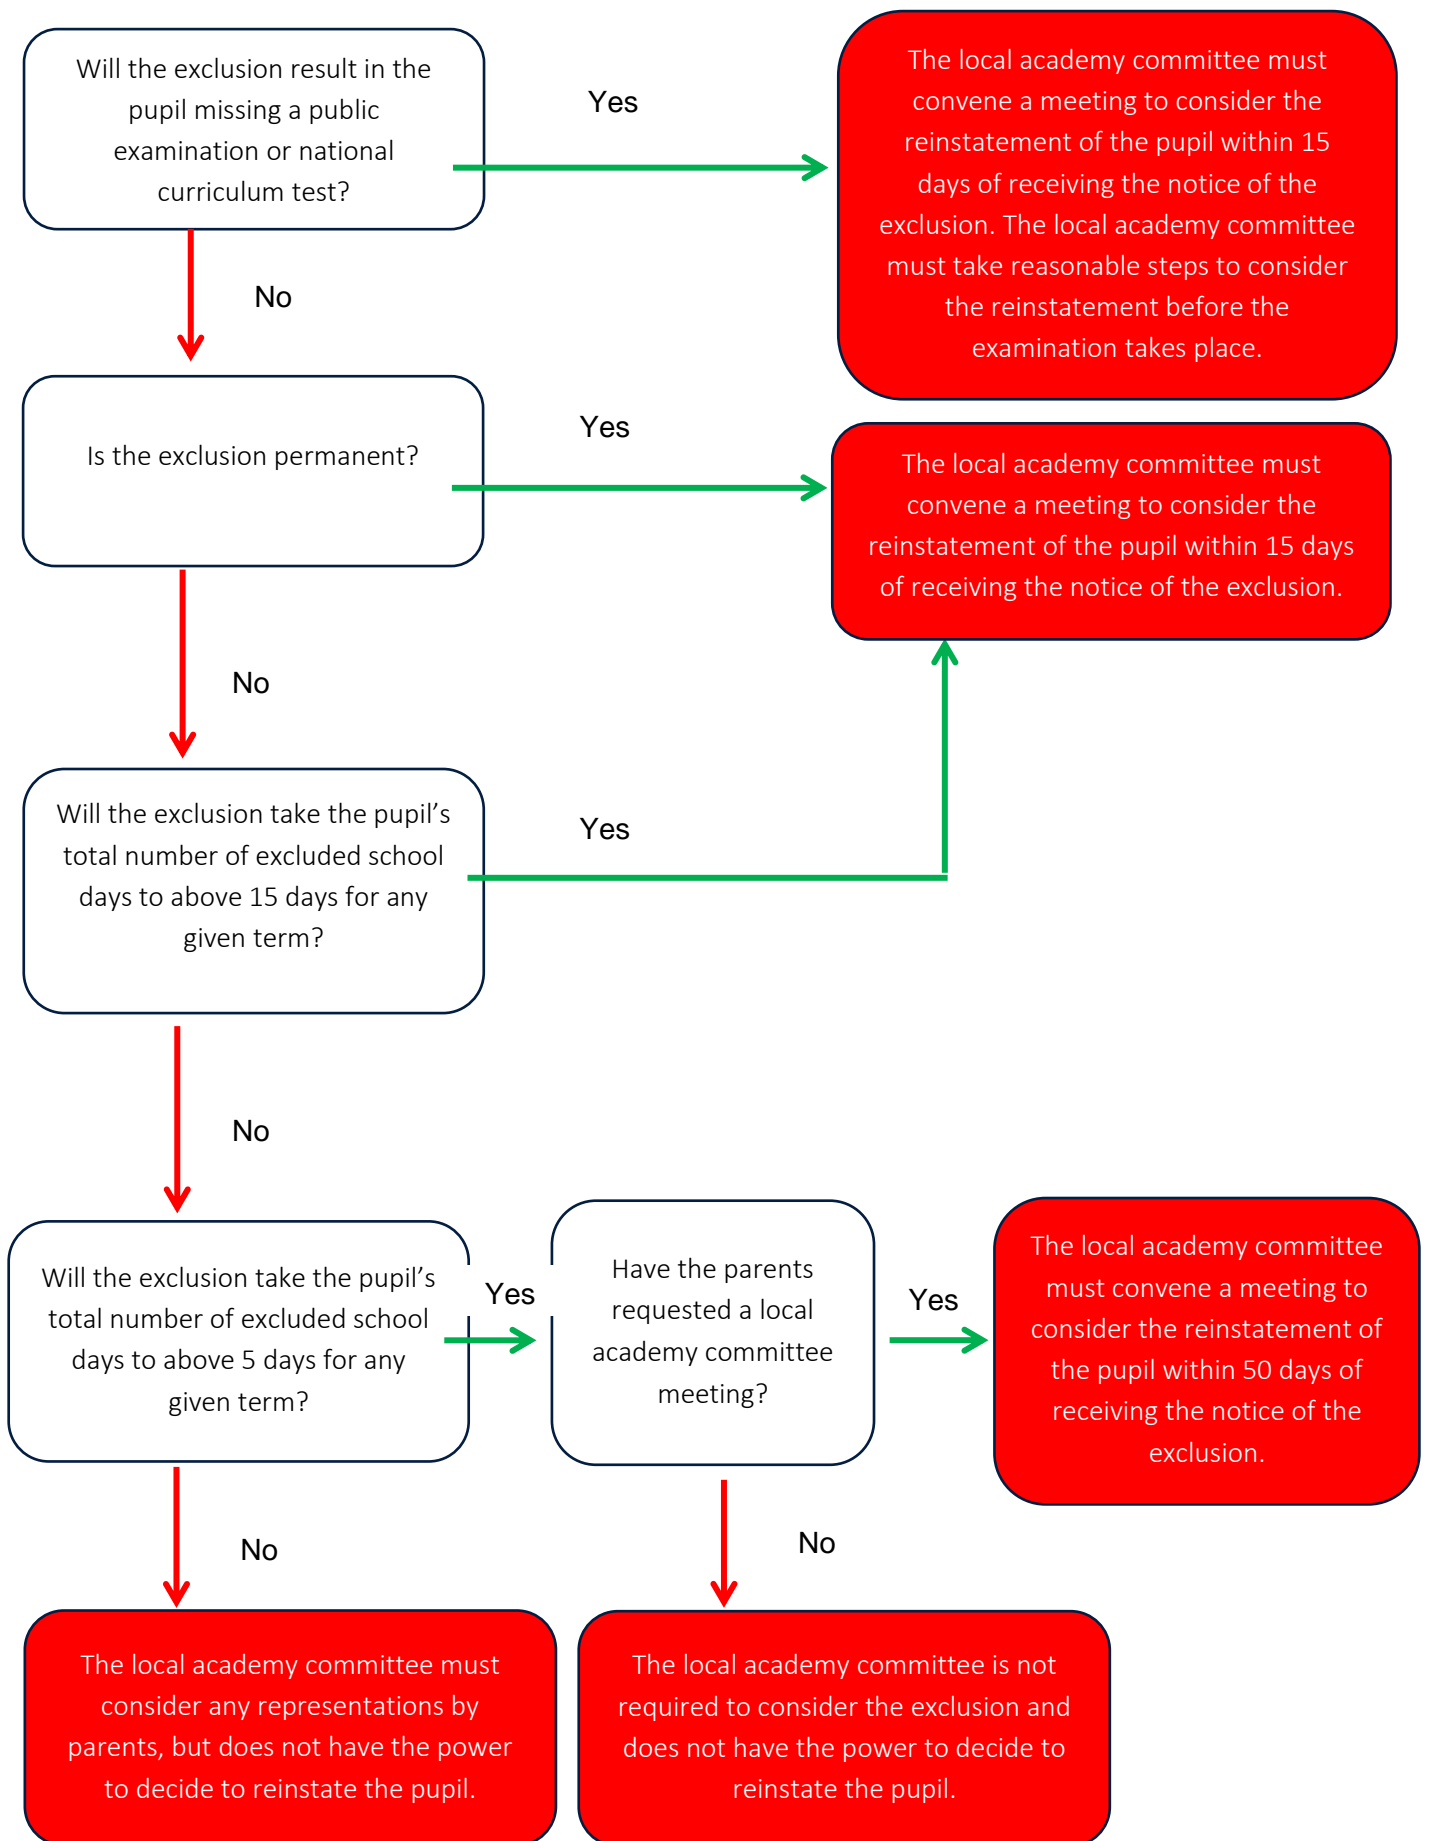 Will the exclusion result in the
pupil missing a public
examination or national
curriculum test?
Yes
The local academy committee must
convene a meeting to consider the
reinstatement of the pupil within 15
days of receiving the notice of the
exclusion. The local academy committee
must take reasonable steps to consider
the reinstatement before the
examination takes place.
No
Is the exclusion permanent?
Yes
The local academy committee must
convene a meeting to consider the
reinstatement of the pupil within 15 days
of receiving the notice of the exclusion.
No
Will the exclusion take the pupil’s
total number of excluded school
days to above 15 days for any
given term?
Yes
No
Will the exclusion take the pupil’s
total number of excluded school
days to above 5 days for any
given term?
Yes
Have the parents
requested a local
academy committee
meeting?
Yes
The local academy committee
must convene a meeting to
consider the reinstatement of
the pupil within 50 days of
receiving the notice of the
exclusion.
No
No
The local academy committee must
consider any representations by
parents, but does not have the power
to decide to reinstate the pupil.
The local academy committee is not
required to consider the exclusion and
does not have the power to decide to
reinstate the pupil.